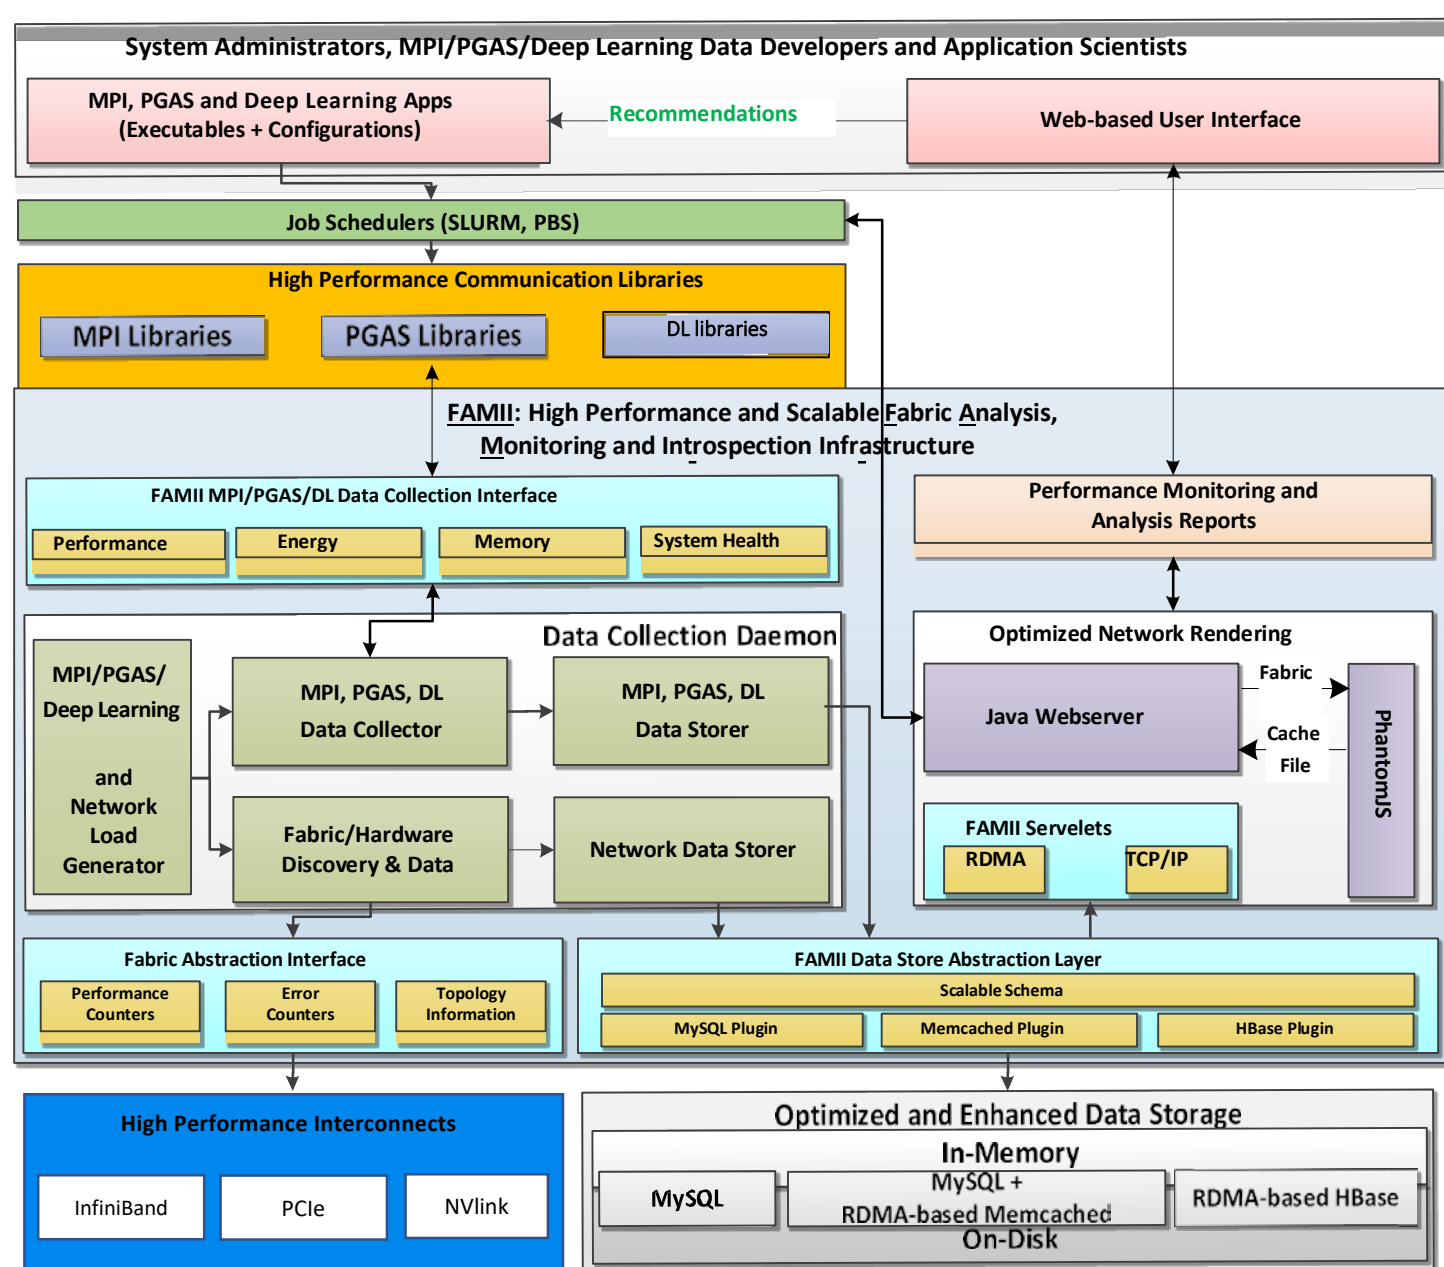 System Administrators, MPI/PGAS/Deep Learning Data Developers and Application Scientists
MPI, PGAS and Deep Learning Apps
(Executables + Configurations)
Recommendations
Web-based User Interface
Job Schedulers (SLURM, PBS)
High Performance Communication Libraries
MPI Libraries
PGAS Libraries
DL libraries
FAMII: High Performance and Scalable Fabric Analysis,
Monitoring and Introspection Infrastructure
FAMII MPI/PGAS/DL Data Collection Interface
Performance
Energy
Memory
System Health
Performance Monitoring and
Analysis Reports
Data Collection Daemon
MPI/PGAS/
Deep Learning
and
Network
Load
Generator
MPI, PGAS, DL
Data Collector
MPI, PGAS, DL
Data Storer
Fabric/Hardware
Discovery & Data
Network Data Storer
Optimized Network Rendering
Java Webserver
Fabric
Cache
File
PhantomJS
FAMII Servelets
RDMA
TCP/IP
Fabric Abstraction Interface
Performance
Counters
Error
Counters
Topology
Information
FAMII Data Store Abstraction Layer
Scalable Schema
MySQL Plugin
Memcached Plugin
HBase Plugin
High Performance Interconnects
InfiniBand
PCIe
NVlink
Optimized and Enhanced Data Storage
In-Memory
MySQL
MySQL +
RDMA-based Memcached
RDMA-based HBase
On-Disk